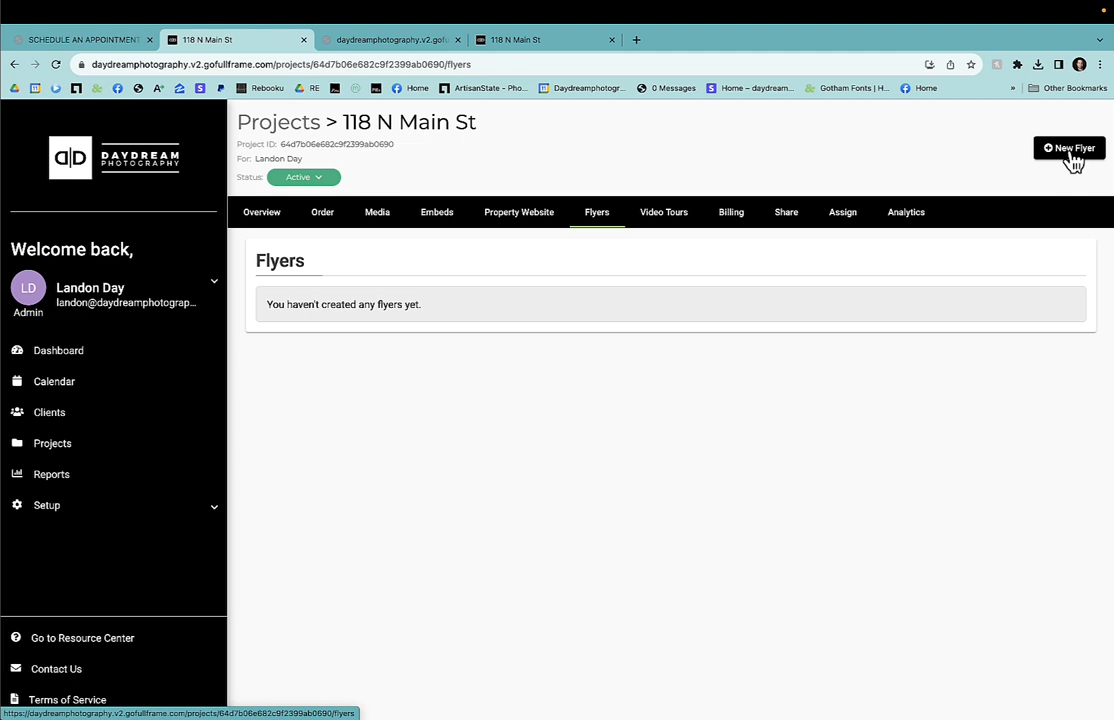 SCHEDULE AN APPOINTMENT
118 N Main St
daydreamphotography.v2.gofu
118 N Main St
daydreamphotography.v2.gofullframe.com/projects/64d7b06e682c9f2399ab0690/flyers
Rebooku
RE
Home
ArtisanState - Pho...
Daydreamphotogr...
0 Messages
Home – daydream...
Gotham Fonts | H...
Home
»
Other Bookmarks
D|D DAYDREAM
PHOTOGRAPHY
Projects > 118 N Main St
Project ID: 64d7b06e682c9f2399ab0690
For: Landon Day
Status: Active
New Flyer
Overview
Order
Media
Embeds
Property Website
Flyers
Video Tours
Billing
Share
Assign
Analytics
Flyers
You haven't created any flyers yet.
Welcome back,
LD
Landon Day
landon@daydreamphotograp...
Admin
Dashboard
Calendar
Clients
Projects
Reports
Setup
Go to Resource Center
Contact Us
Terms of Service
https://daydreamphotography.v2.gofullframe.com/projects/64d7b06e682c9f2399ab0690/flyers